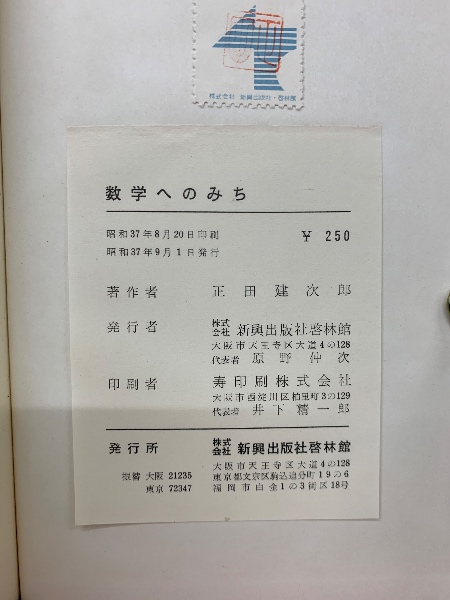 株式会社 新興出版社・啓林館
数学へのみち
昭和37年8月20日印刷 ¥ 250
昭和37年9月1日発行
著作者 正田建次郎
発行者 株式会社 新興出版社啓林館
大阪市天王寺区大道4の128
代表者 原野仲次
印刷者 寿印刷株式会社
大阪市西淀川区柏里町3の129
代表者 井下精一郎
発行所 株式会社 新興出版社啓林館
大阪市天王寺区大道4の128
振替 大阪 21235 東京都文京区駒込追分町19の6
東京 72347 福岡市白金1の3街区18号